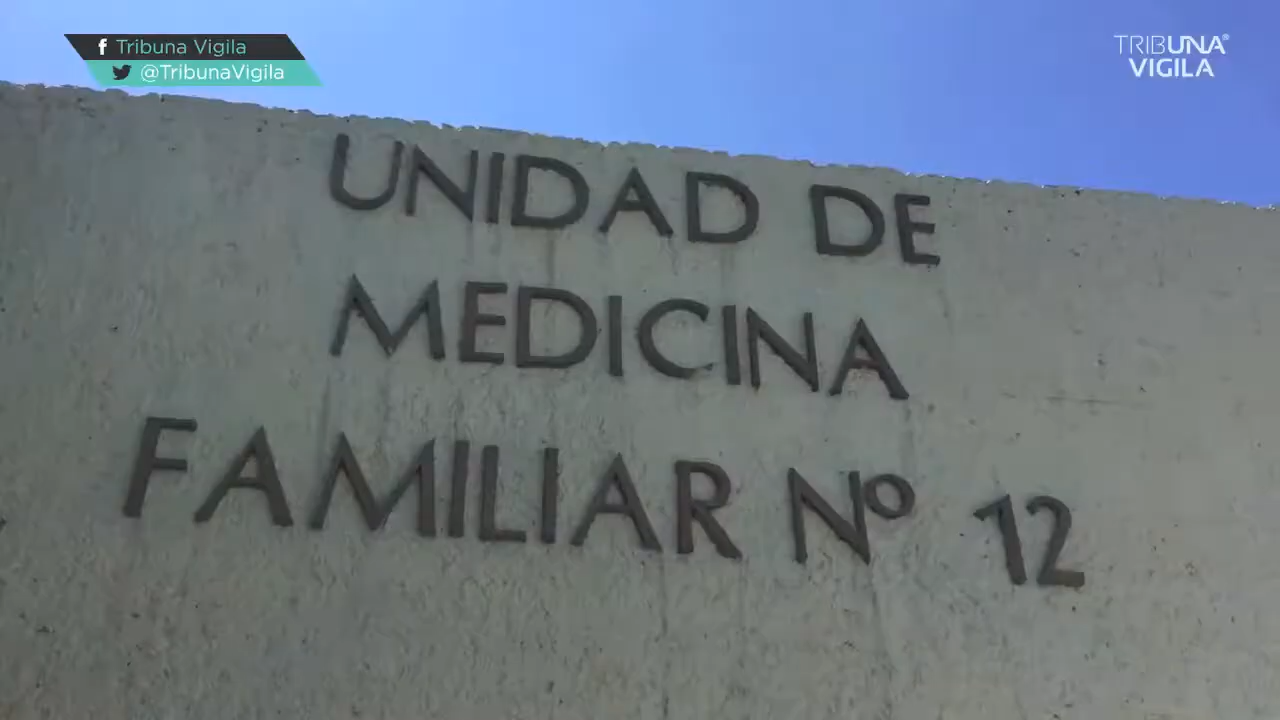 Tribuna Vigila
@TribunaVigila
TRIBUNA®
VIGILA
UNIDAD DE
MEDICINA
FAMILIAR Nº 12